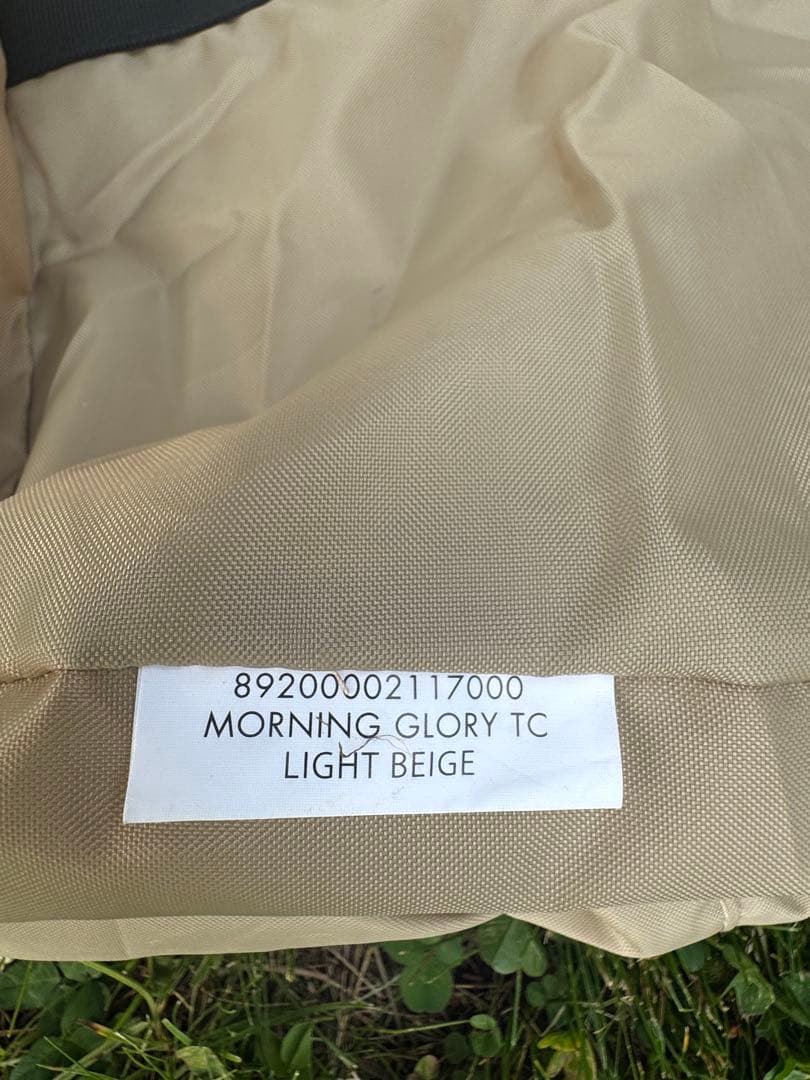 89200002117000
MORNING GLORY TC
LIGHT BEIGE